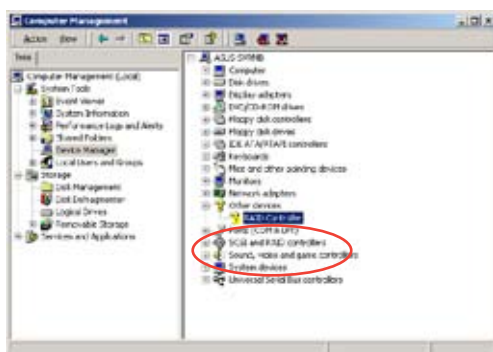 Computer Management
Action View
Tree
Computer Management (Local)
System Tools
Event Viewer
System Information
Performance Logs and Alerts
Shared Folders
Device Manager
Local Users and Groups
Storage
Disk Management
Disk Defragmenter
Logical Drives
Removable Storage
Services and Applications
Computer
Disk drives
Display adapters
DVD/CD-ROM drives
Floppy disk controllers
Floppy disk drives
IDE ATA/ATAPI controllers
Keyboards
Mice and other pointing devices
Monitors
Network adapters
Other devices
RAID Controller
Ports (COM & LPT)
SCSI and RAID controllers
Sound, video and game controllers
System devices
Universal Serial Bus controllers